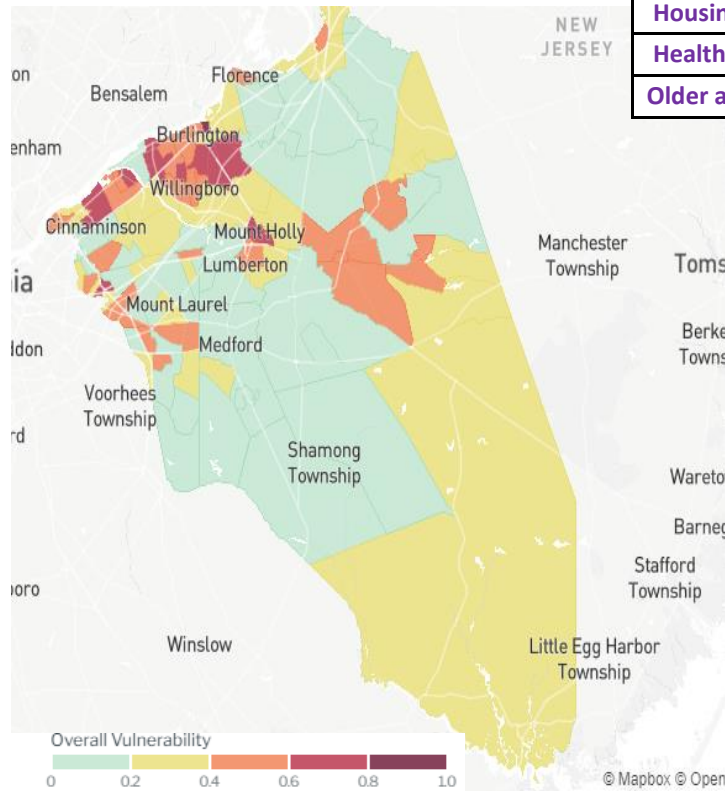 Housin
Health
Older a
NEW
JERSEY
on
Florence
Bensalem
enham
Burlington
Willingboro
Cinnaminson
Mount Holly
Manchester
Township
Lumberton
Toms
ia
Mount Laurel
Berke
Towns
ddon
Medford
Voorhees
Township
rd
Shamong
Township
Wareto
Barneg
Stafford
Township
oro
Winslow
Little Egg Harbor
Township
Overall Vulnerability
0 0.2 0.4 0.6 0.8 1.0
© Mapbox © Open